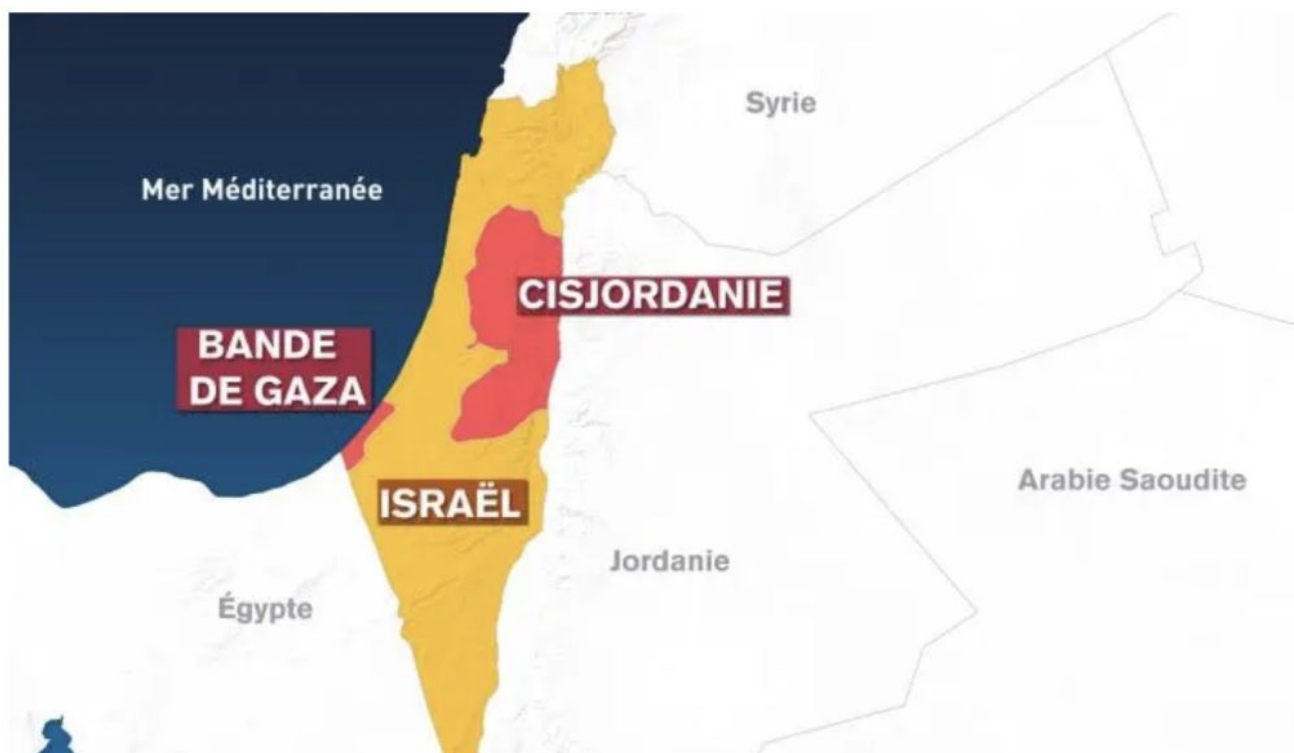 Syrie
Mer Méditerranée
CISJORDANIE
BANDE
DE GAZA
ISRAËL
Arabie Saoudite
Jordanie
Égypte